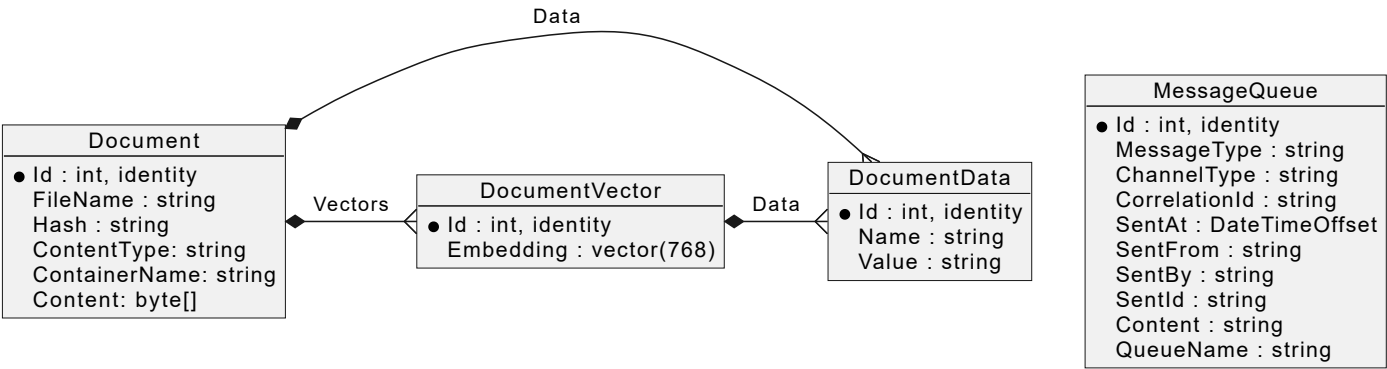 Data
Document
Id : int, identity
FileName : string
Hash : string
ContentType: string
ContainerName: string
Content: byte[]
Vectors
DocumentVector
Id : int, identity
Embedding : vector(768)
Data
DocumentData
Id : int, identity
Name : string
Value : string
MessageQueue
Id : int, identity
MessageType : string
ChannelType : string
CorrelationId : string
SentAt : DateTimeOffset
SentFrom : string
SentBy : string
SentId : string
Content : string
QueueName : string